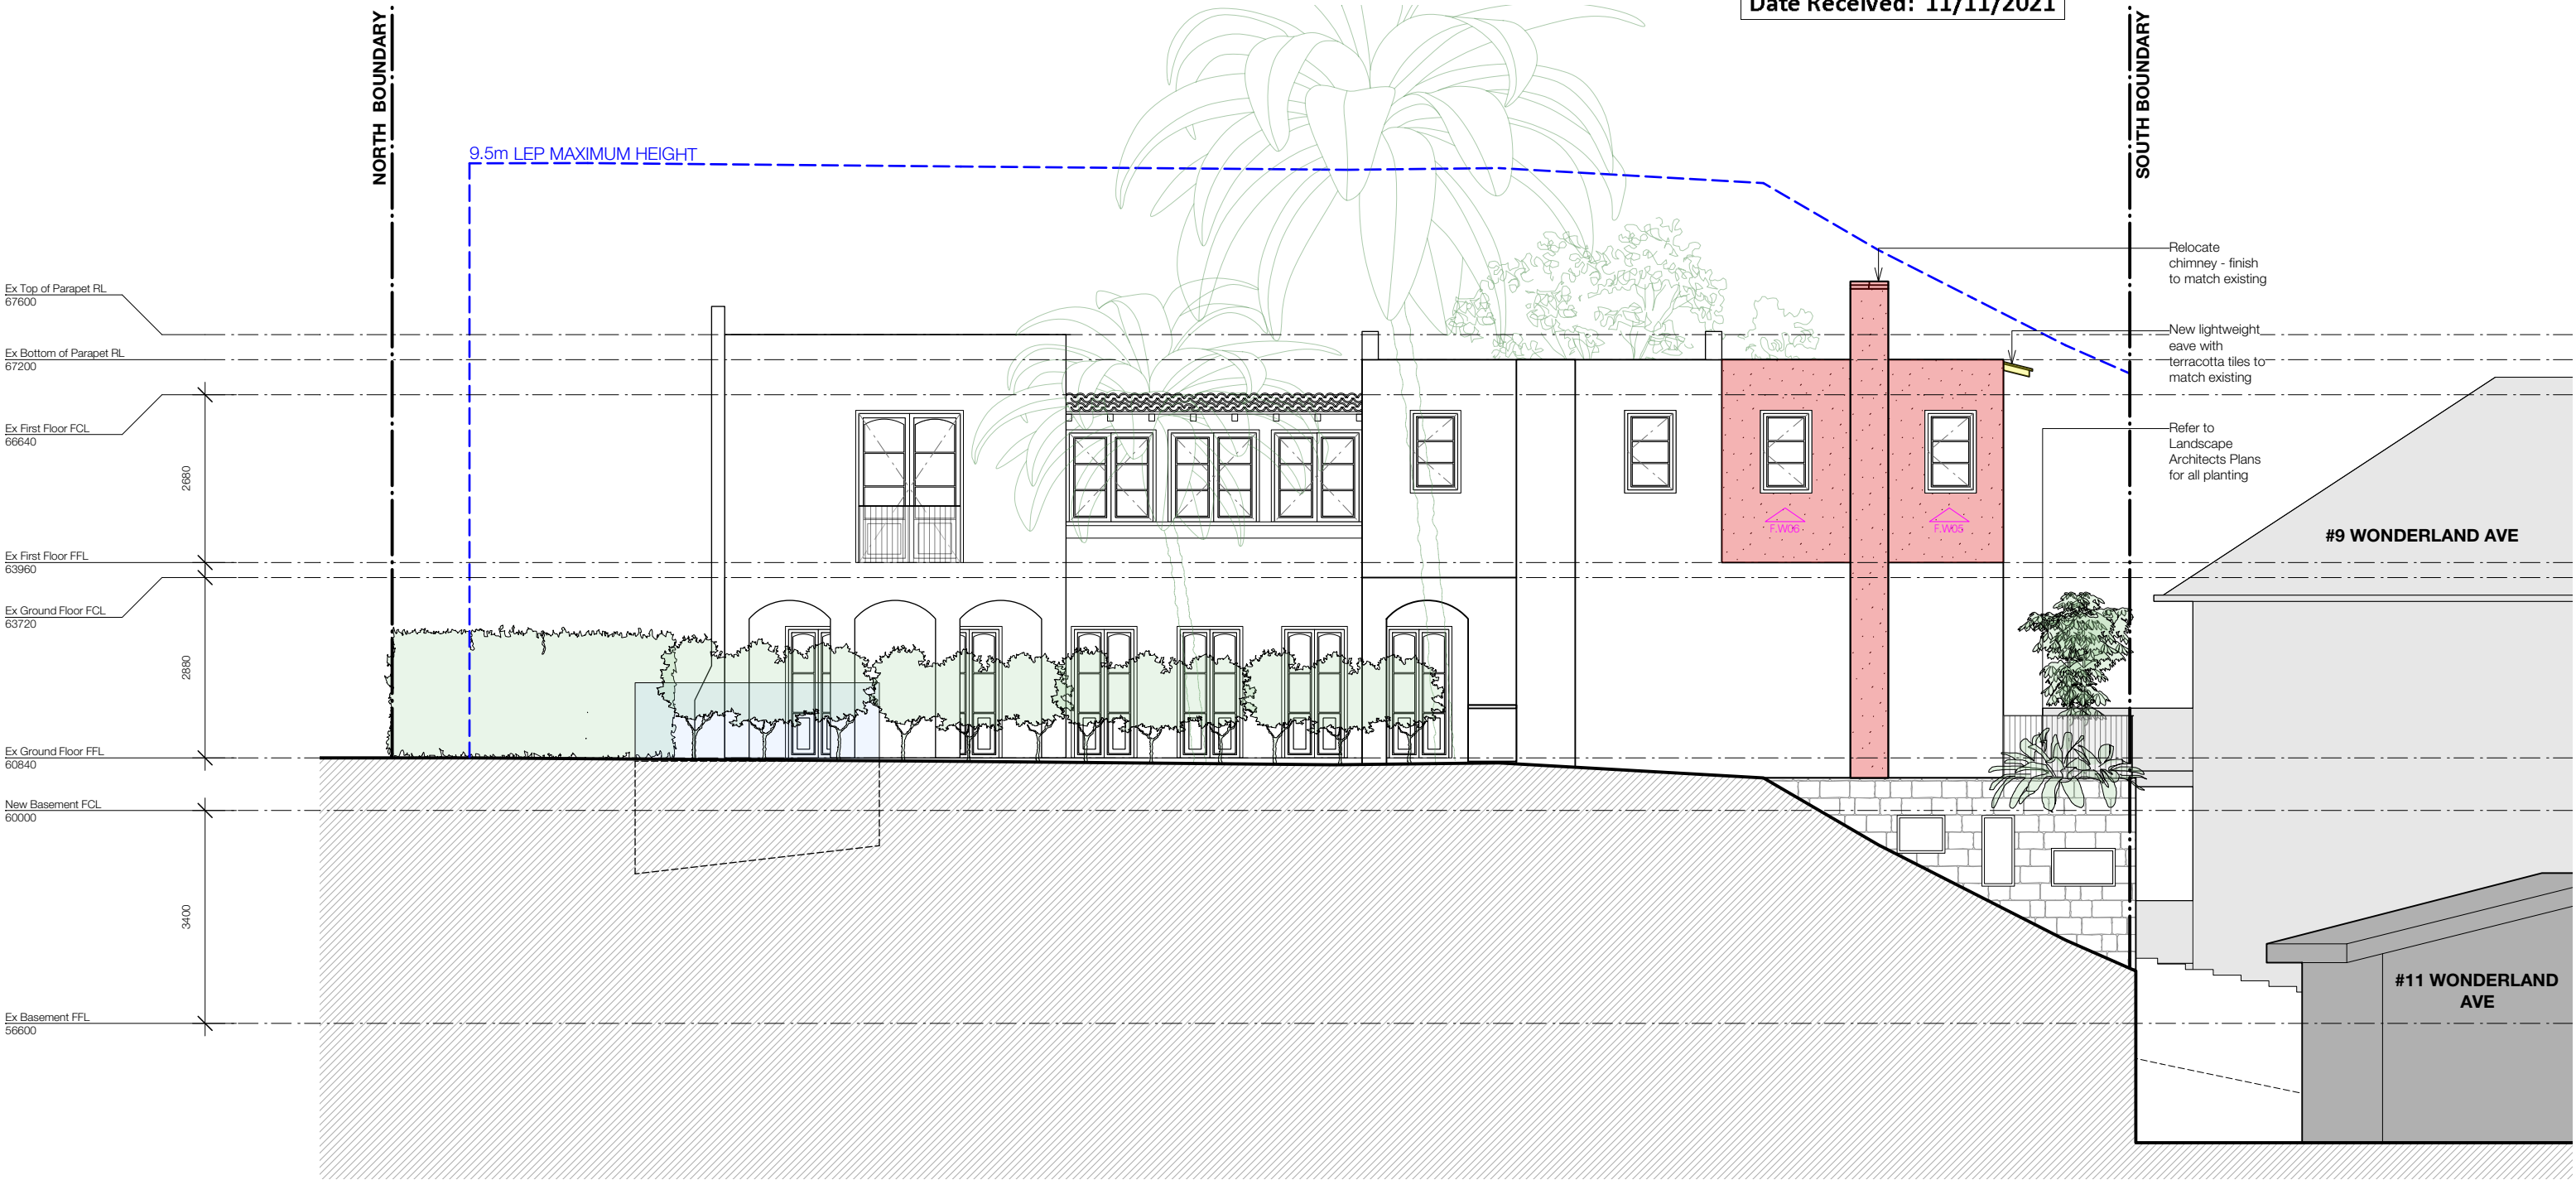 Date Received: 11/11/2021
NORTH BOUNDARY
SOUTH BOUNDARY
9.5m LEP MAXIMUM HEIGHT
Relocate
chimney - finish
to match existing
Ex Top of Parapet RL
67600
New lightweight
eave with
terracotta tiles to
match existing
Ex Bottom of Parapet RL
67200
Ex First Floor FCL
66640
Refer to
Landscape
Architects Plans
for all planting
2680
F.W06
F.W05
#9 WONDERLAND AVE
Ex First Floor FFL
63960
Ex Ground Floor FCL
63720
2880
Ex Ground Floor FFL
60840
New Basement FCL
60000
3400
#11 WONDERLAND
AVE
Ex Basement FFL
56600